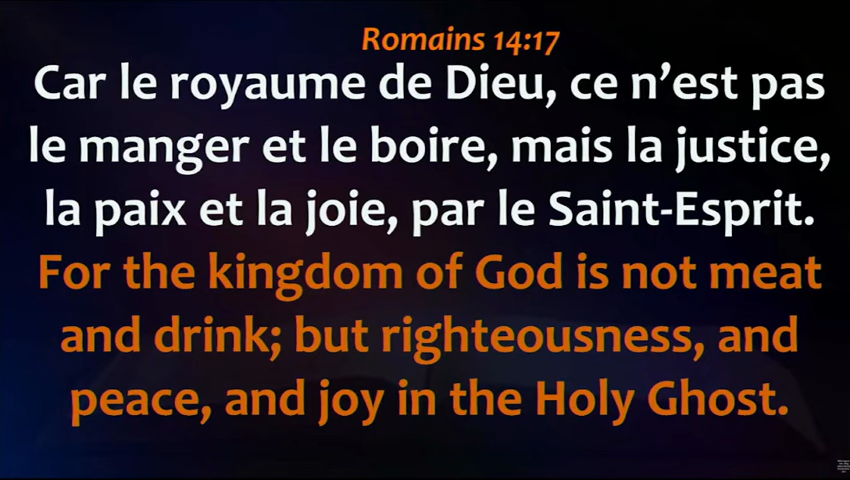 Romains 14:17
Car le royaume de Dieu, ce n’est pas
le manger et le boire, mais la justice,
la paix et la joie, par le Saint-Esprit.
For the kingdom of God is not meat
and drink; but righteousness, and
peace, and joy in the Holy Ghost.